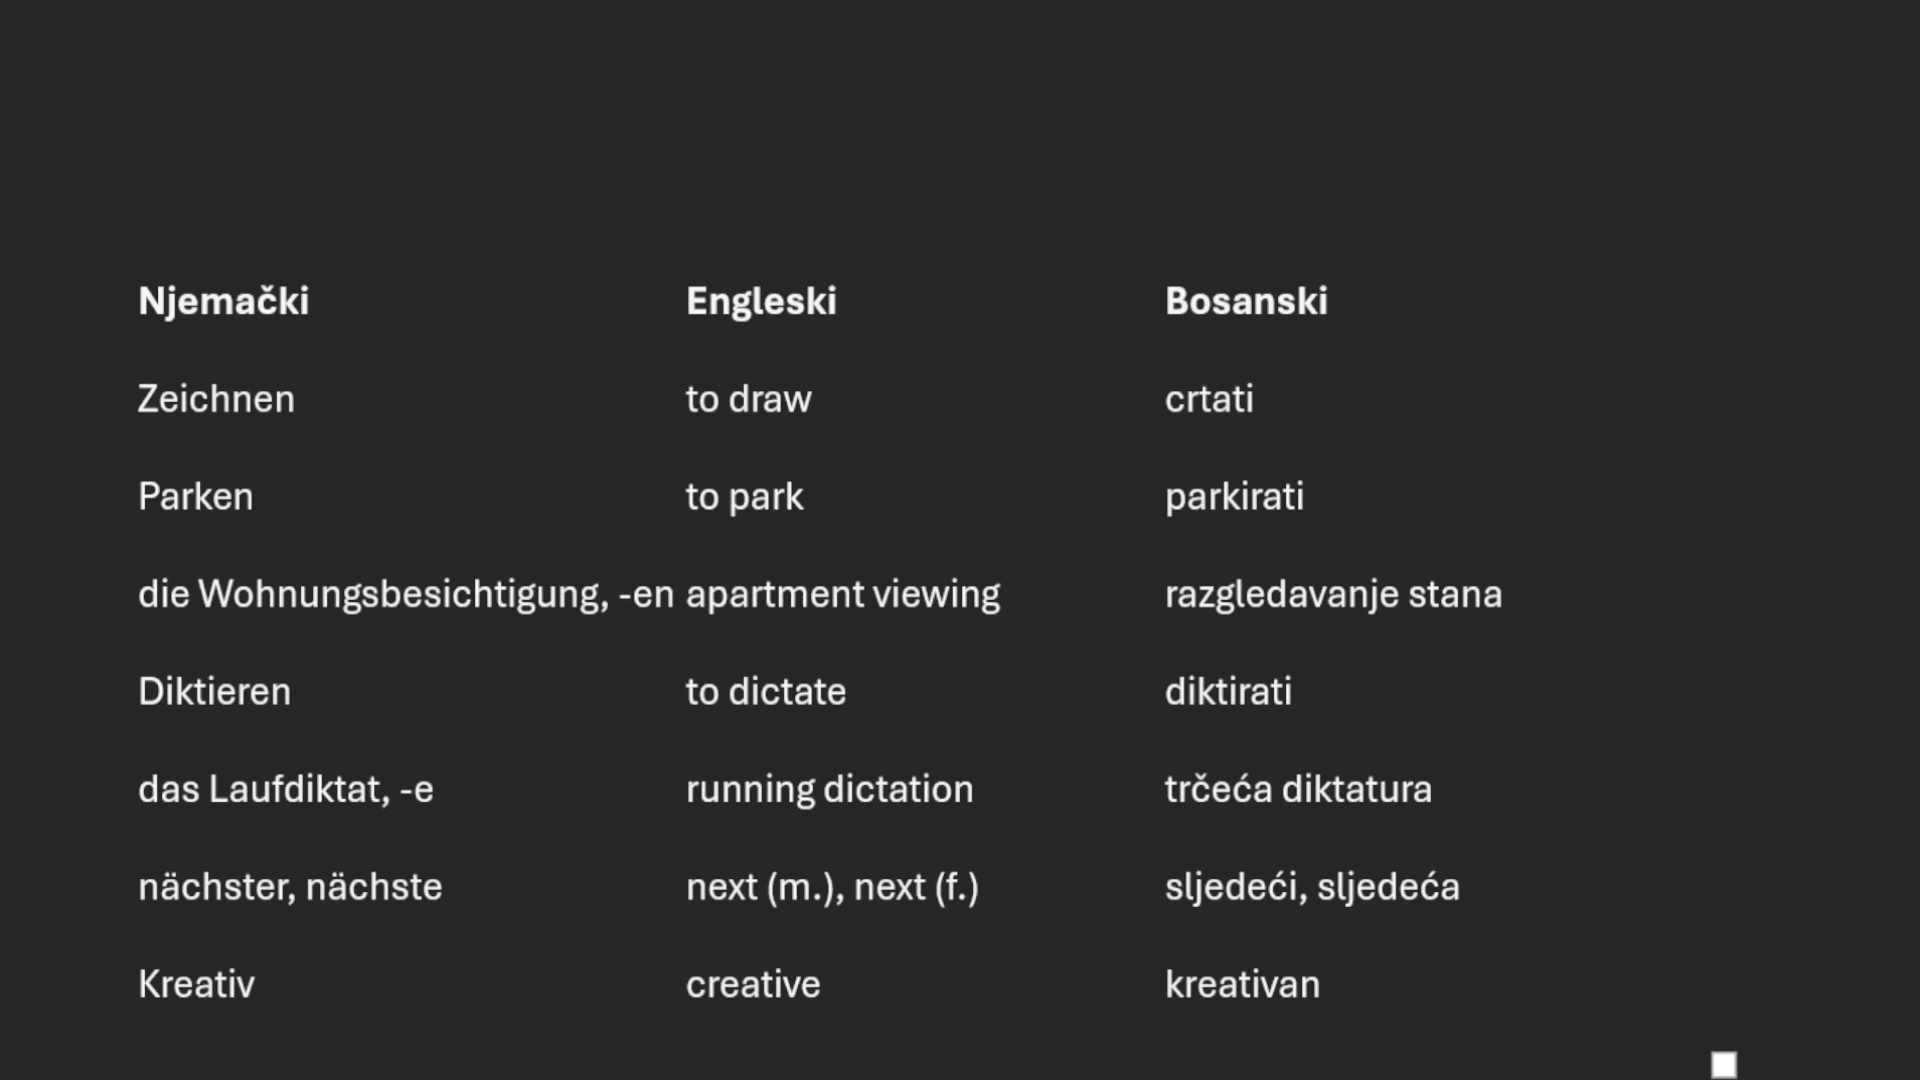 Njemački Engleski Bosanski
Zeichnen to draw crtati
Parken to park parkirati
die Wohnungsbesichtigung, -en apartment viewing razgledavanje stana
Diktieren to dictate diktirati
das Laufdiktat, -e running dictation trčeća diktatura
nächster, nächste next (m.), next (f.) sljedeći, sljedeća
Kreativ creative kreativan